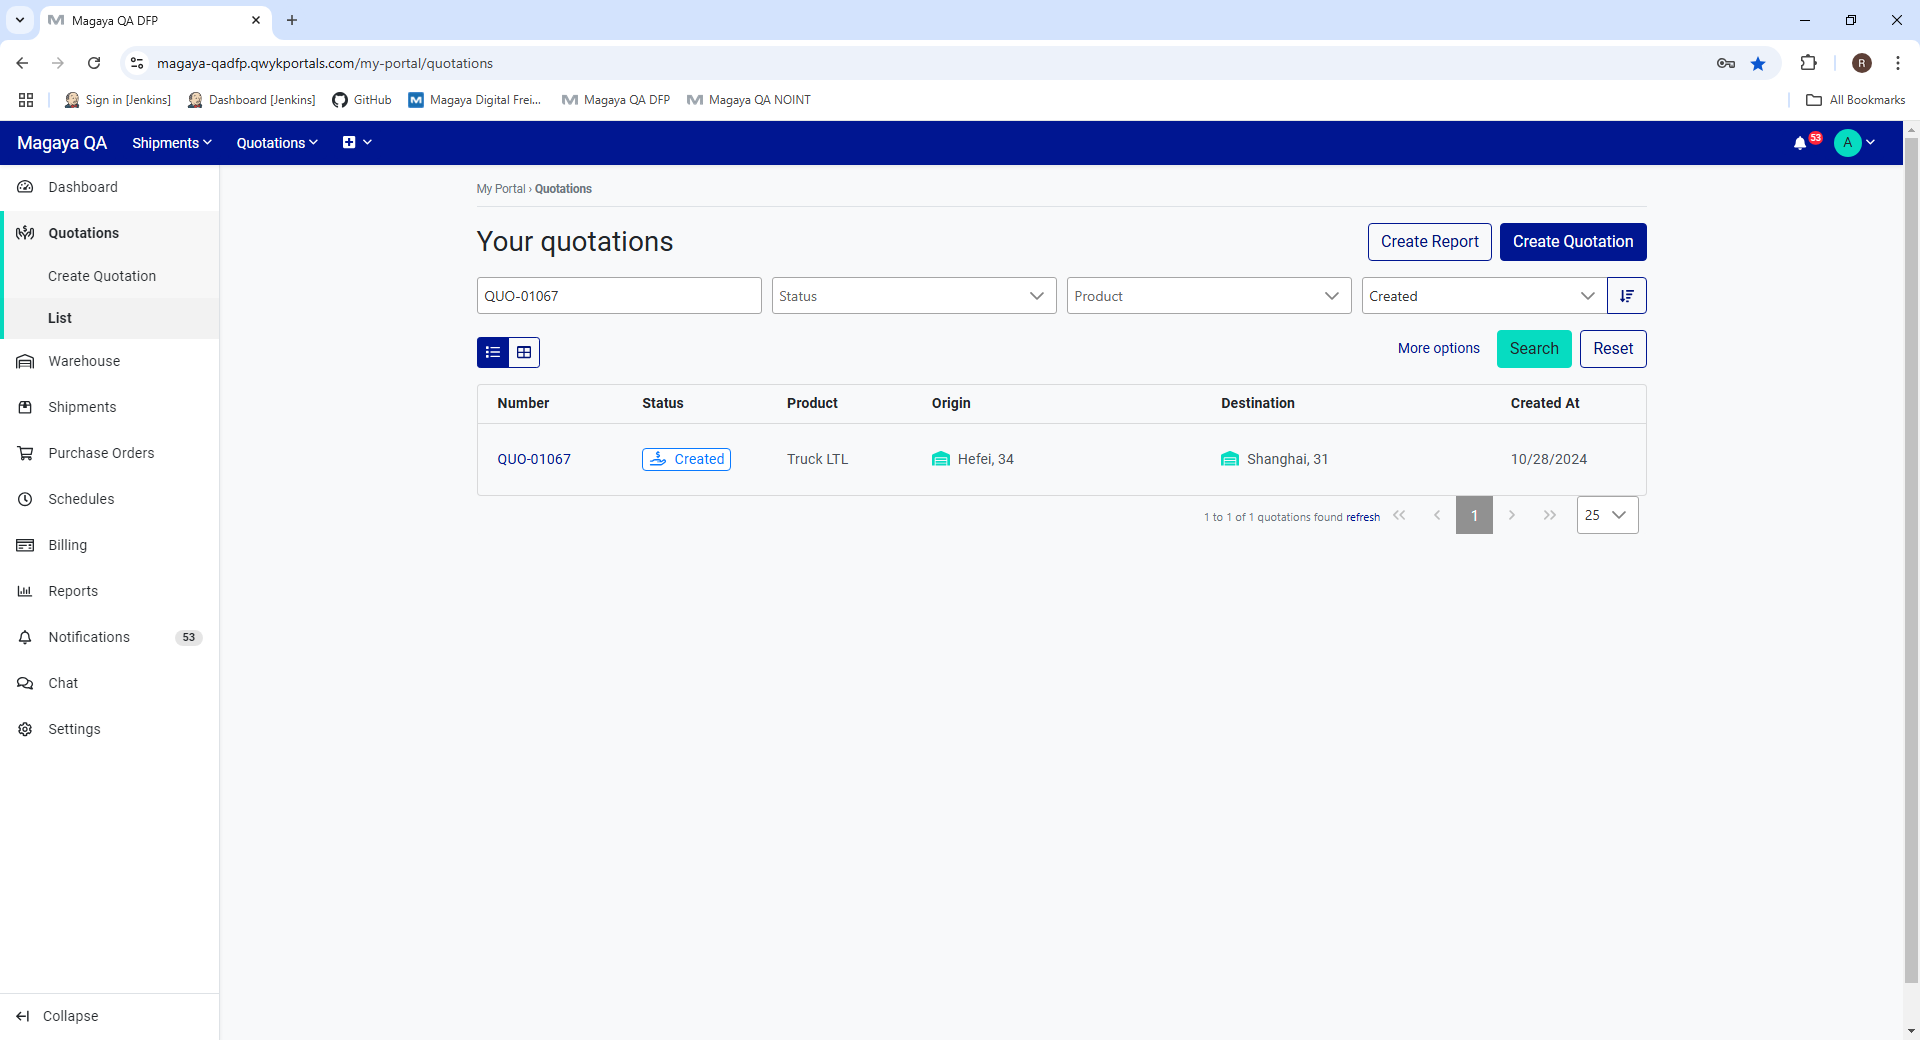 Magaya QA DFP
magaya-qadfp.qwykportals.com/my-portal/quotations
R
Sign in [Jenkins]
Dashboard [Jenkins]
GitHub
Magaya Digital Frei...
Magaya QA DFP
Magaya QA NOINT
All Bookmarks
Magaya QA
Shipments
Quotations
53
A
Dashboard
Quotations
Create Quotation
List
Warehouse
Shipments
Purchase Orders
Schedules
Billing
Reports
Notifications 53
Chat
Settings
Collapse
My Portal › Quotations
Your quotations
Create Report
Create Quotation
QUO-01067
Status
Product
Created
More options
Search
Reset
Number Status Product Origin Destination Created At
QUO-01067 Created Truck LTL Hefei, 34 Shanghai, 31 10/28/2024
1 to 1 of 1 quotations found refresh
1
25